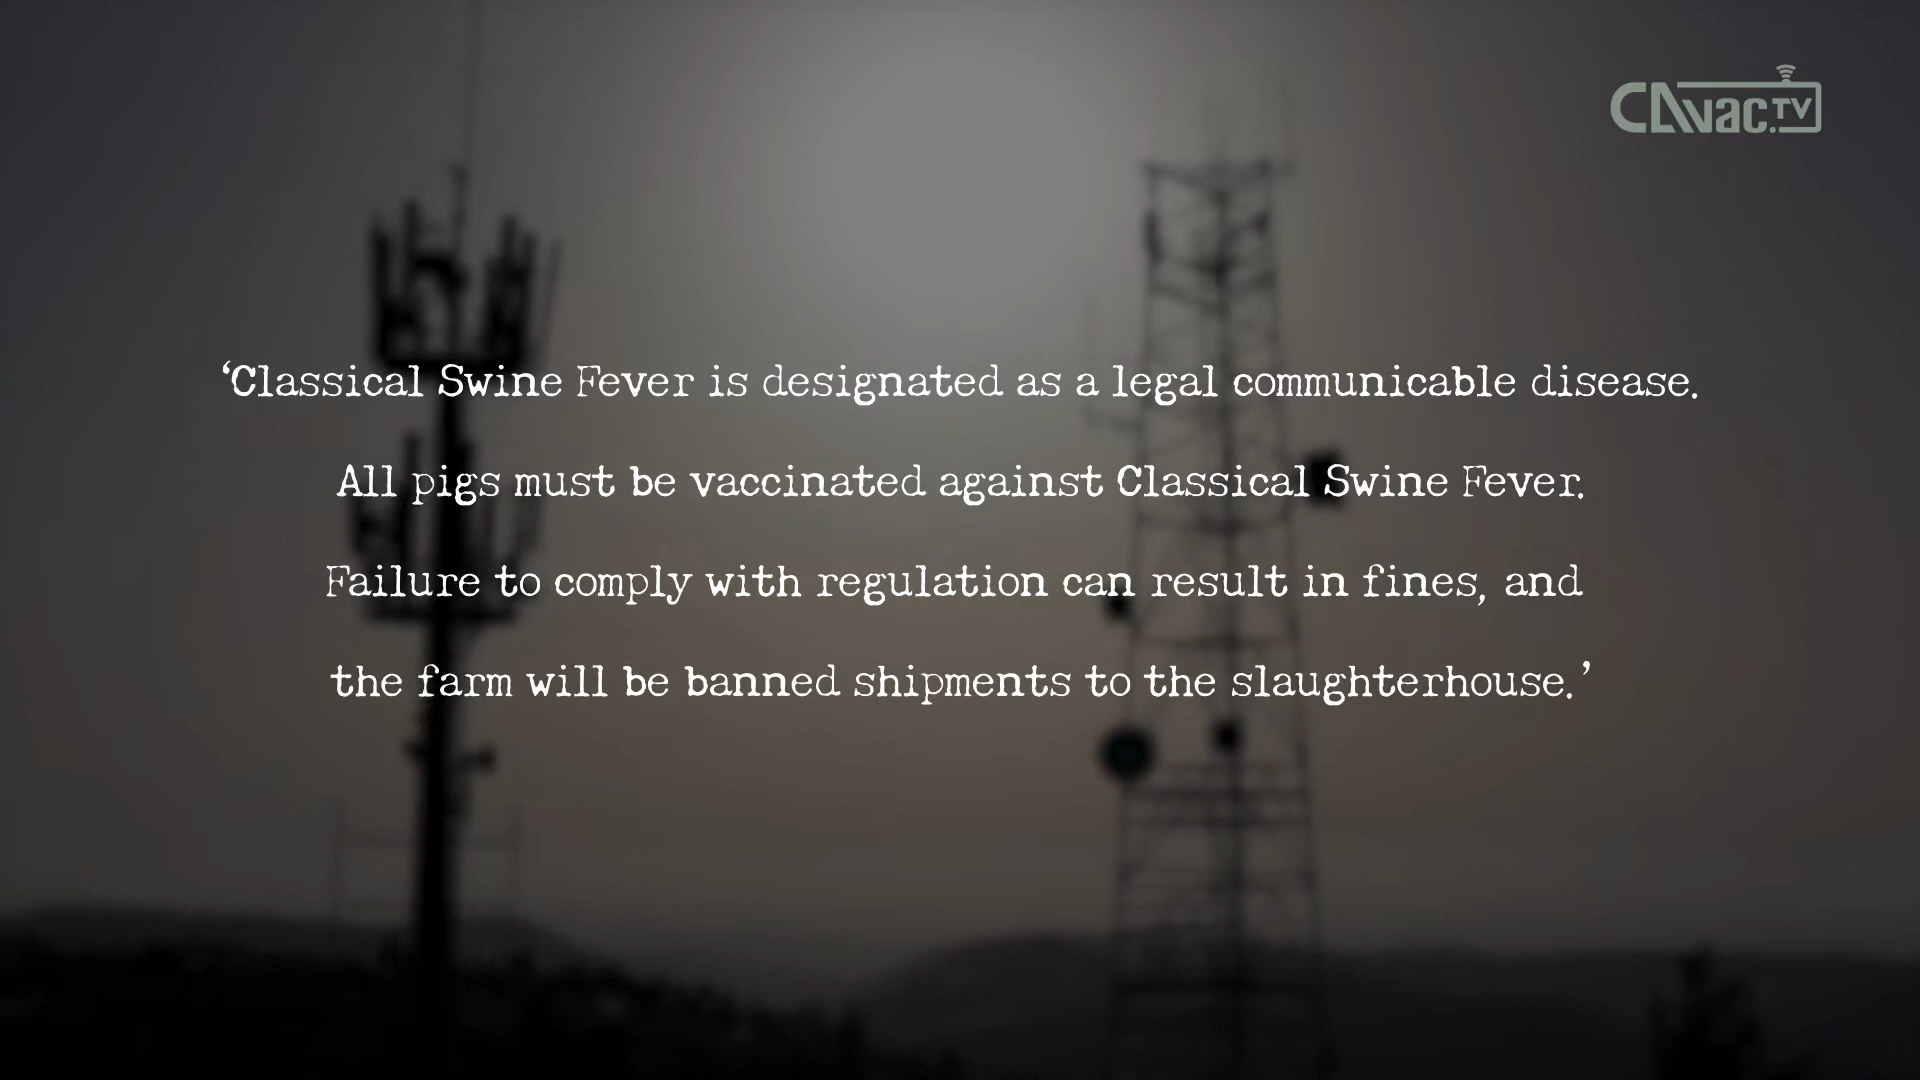 CAvac.TV
‘Classical Swine Fever is designated as a legal communicable disease.
All pigs must be vaccinated against Classical Swine Fever.
Failure to comply with regulation can result in fines, and
the farm will be banned shipments to the slaughterhouse.’